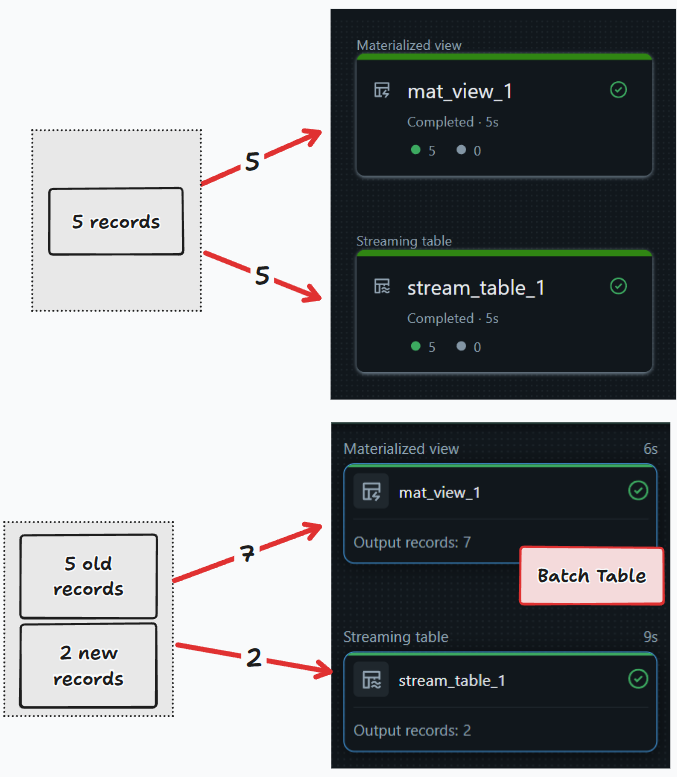 Materialized view
mat_view_1
Completed · 5s
5 0
5
5 records
5
Streaming table
stream_table_1
Completed · 5s
5 0
Materialized view 6s
mat_view_1
Output records: 7
7
5 old
records
Batch Table
2 new
records
2
Streaming table 9s
stream_table_1
Output records: 2